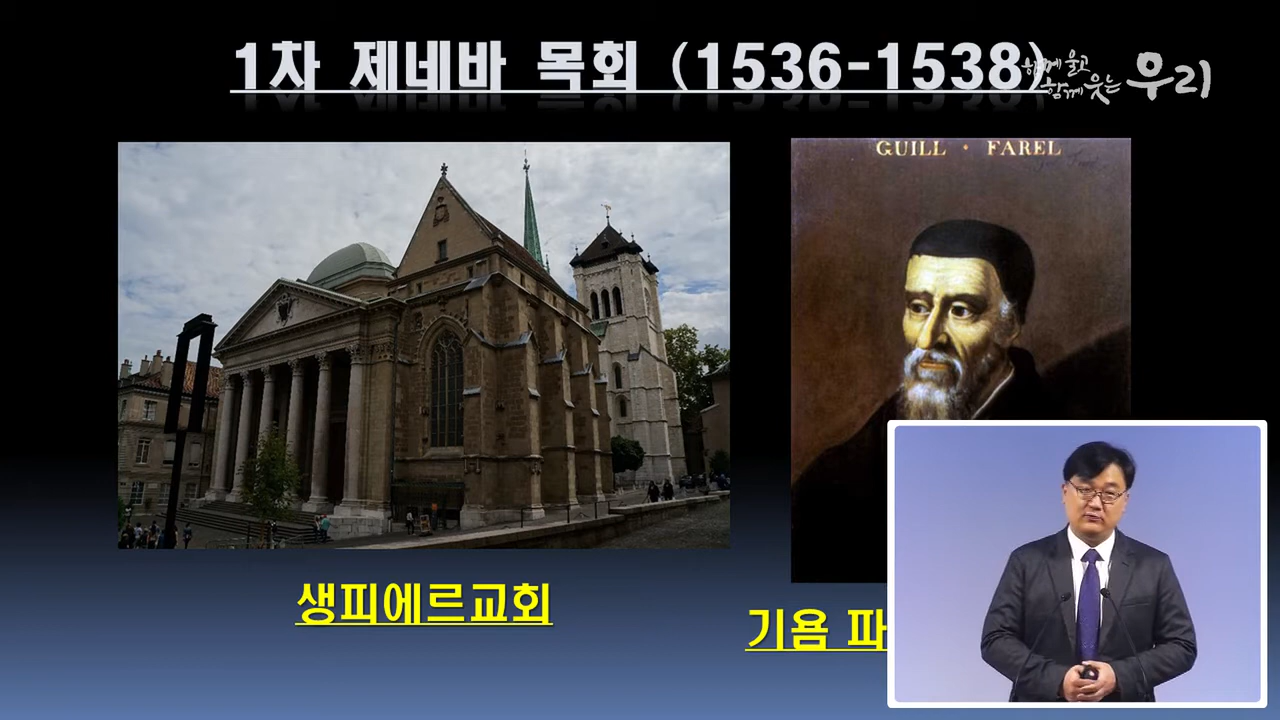 1차 제네바 목회 (1536-1538)
함께 울고
함께 웃는 우리
GUILL · FAREL
생피에르교회
기욤 파